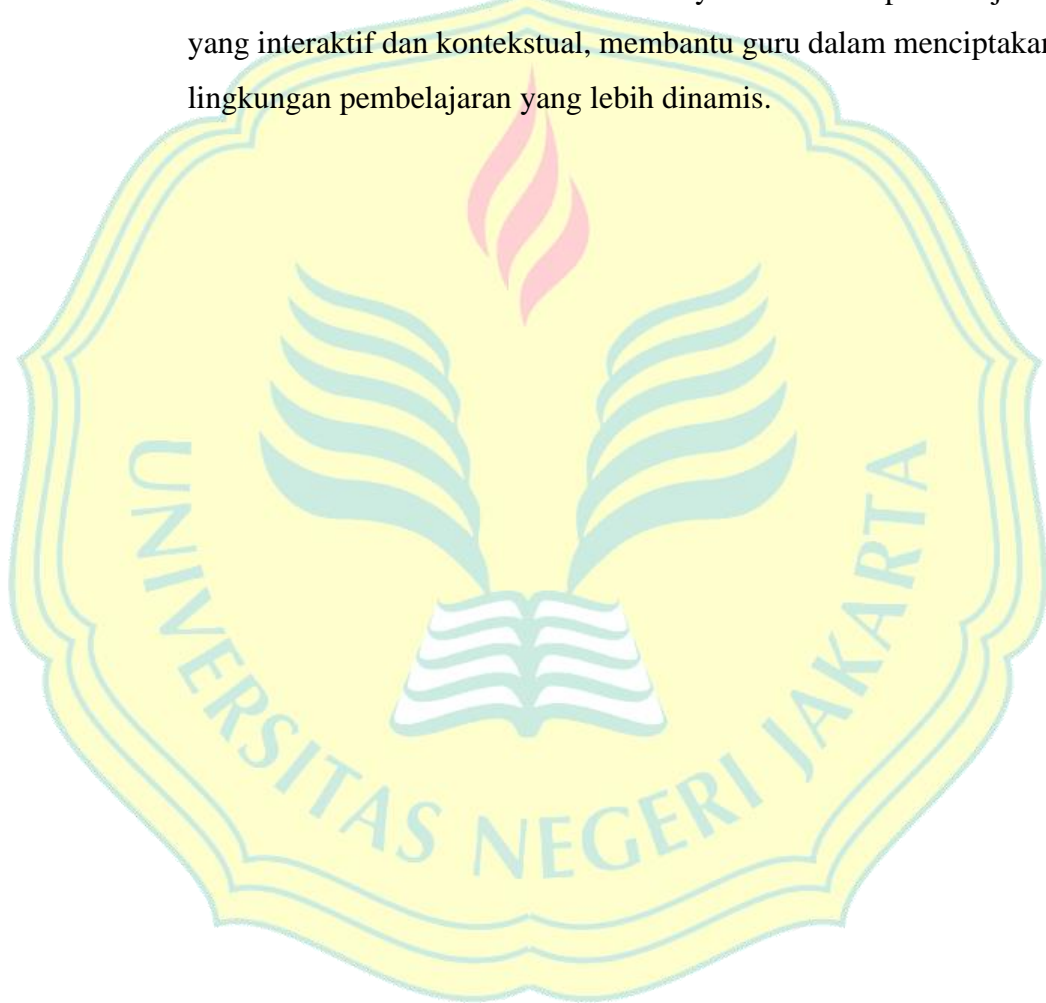 yang interaktif dan kontekstual, membantu guru dalam menciptakan
lingkungan pembelajaran yang lebih dinamis.
UNIVERSITAS NEGERI JAKARTA